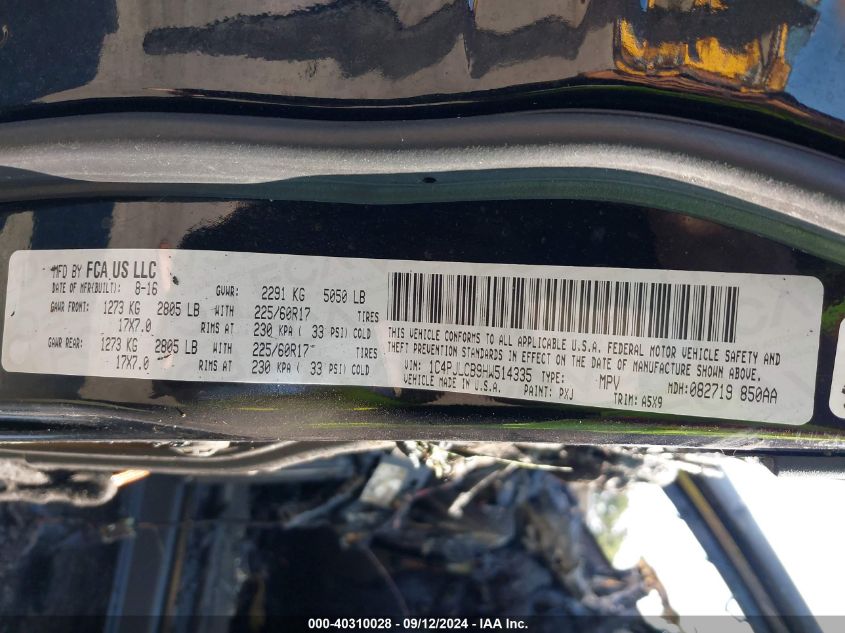 MFD BY FCA US LLC
DATE OF MFR(BUILT): 8-16 GVWR: 2291 KG 5050 LB
GAWR FRONT: 1273 KG 2805 LB WITH 225/60R17 TIRES
17X7.0 RIMS AT 230 KPA ( 33 PSI) COLD
GAWR REAR: 1273 KG 2805 LB WITH 225/60R17 TIRES
17X7.0 RIMS AT 230 KPA ( 33 PSI) COLD
THIS VEHICLE CONFORMS TO ALL APPLICABLE U.S.A. FEDERAL MOTOR VEHICLE SAFETY AND
THEFT PREVENTION STANDARDS IN EFFECT ON THE DATE OF MANUFACTURE SHOWN ABOVE.
VIN: 1C4PJLCB9HW514335 TYPE: MPV MDH:082719 850AA
MADE IN U.S.A. PAINT: PXJ TRIM: A5X9
000-40310028 - 09/12/2024 - IAA Inc.